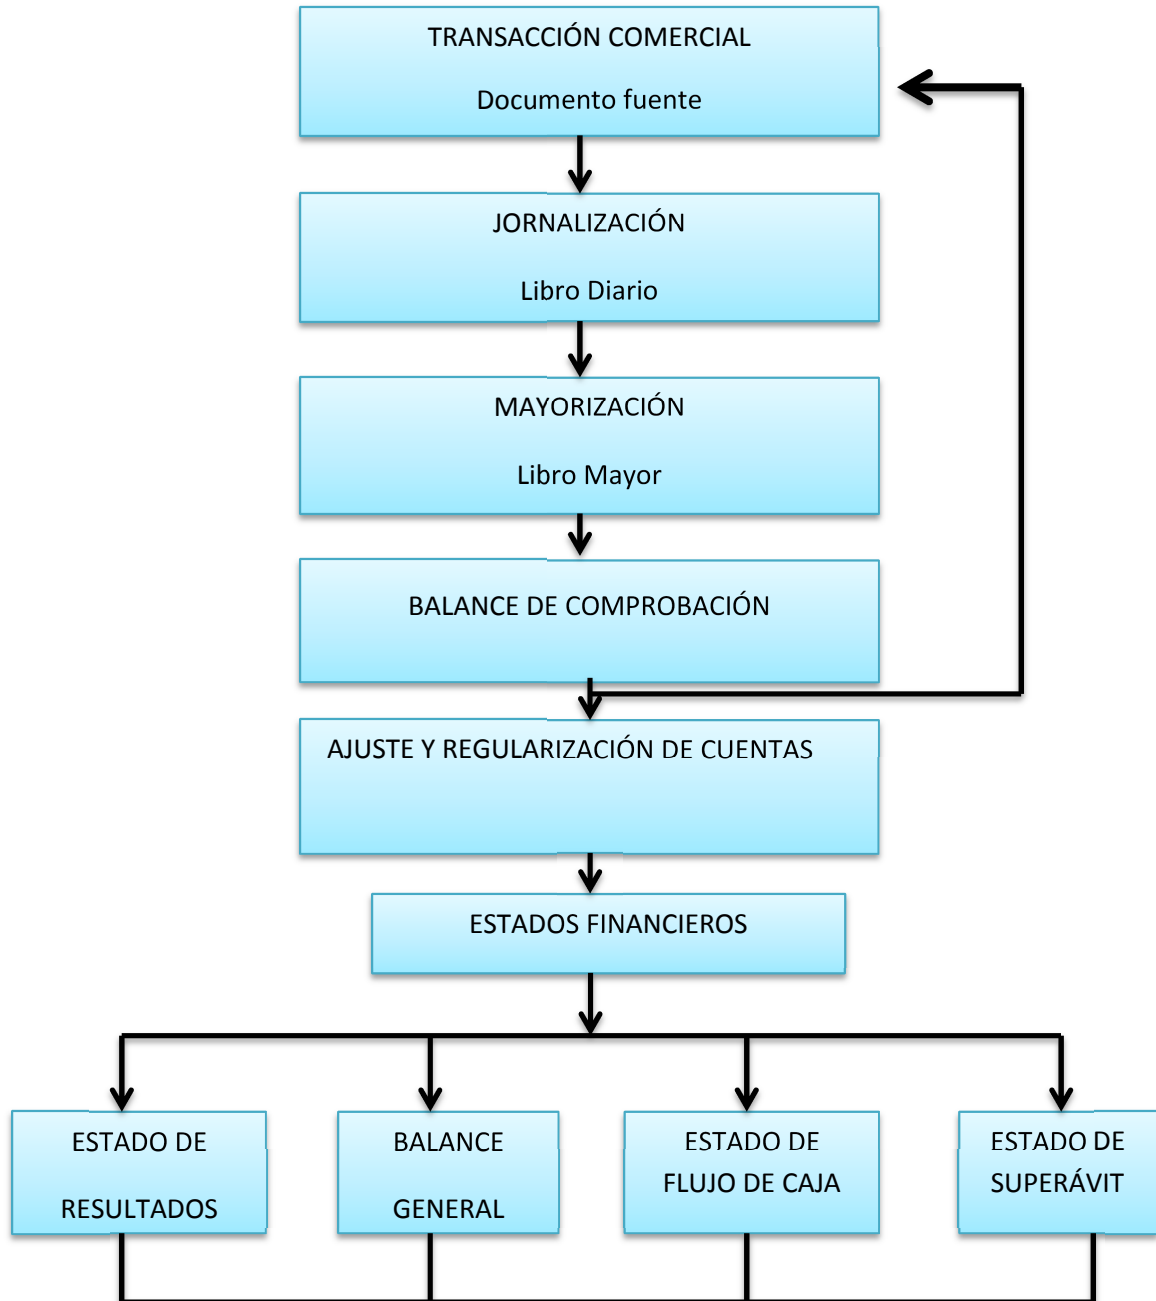 TRANSACCIÓN COMERCIAL
Documento fuente
JORNALIZACIÓN
Libro Diario
MAYORIZACIÓN
Libro Mayor
BALANCE DE COMPROBACIÓN
AJUSTE Y REGULARIZACIÓN DE CUENTAS
ESTADOS FINANCIEROS
ESTADO DE
RESULTADOS
BALANCE
GENERAL
ESTADO DE
FLUJO DE CAJA
ESTADO DE
SUPERÁVIT